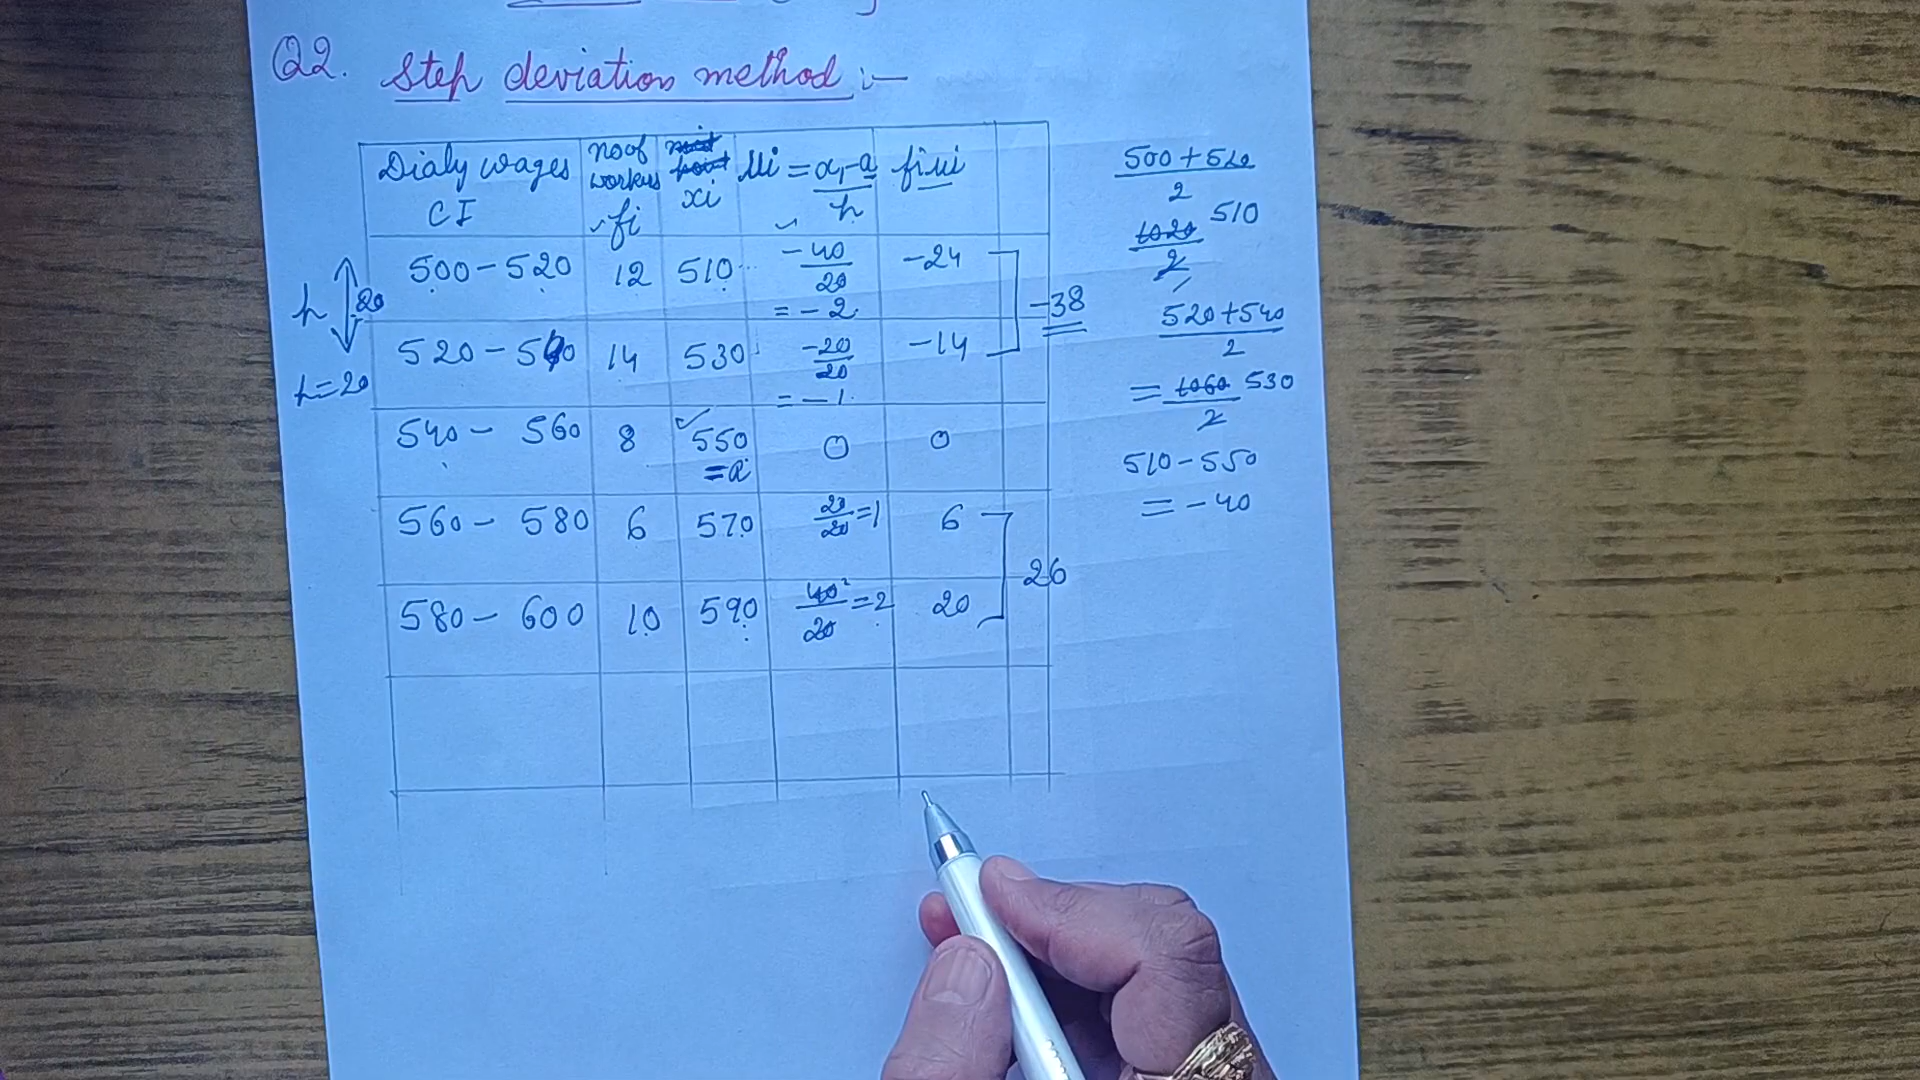 Q2. Step deviation method :-
Dialy wages CI
no of workers fi
xi
ui = xi-a / h
fiui
500-520 12 510 -40/20 = -2 -24
520-540 14 530 -20/20 = -1 -14
-38
540-560 8 550 = a 0 0
560-580 6 570 20/20 = 1 6
580-600 10 590 40/20 = 2 20
26
h 20
h=20
500+520 / 2
1020/2 510
520+540 / 2
= 1060/2 530
510-550
= -40